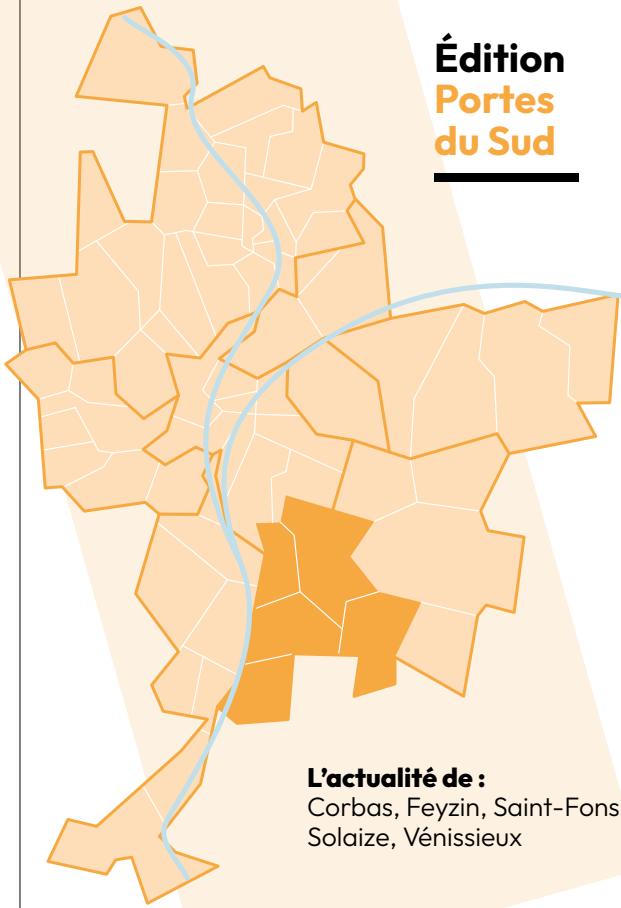 Édition
Portes
du Sud
L’actualité de :
Corbas, Feyzin, Saint-Fons
Solaize, Vénissieux